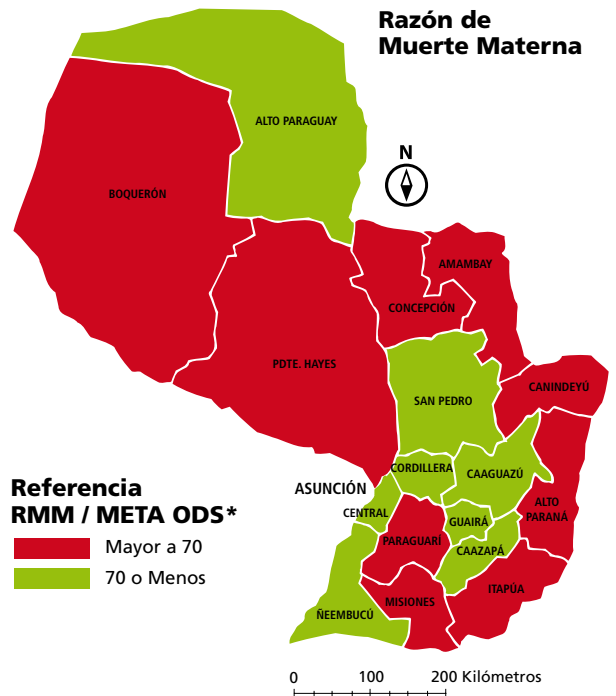 Razón de
Muerte Materna
N
ALTO PARAGUAY
BOQUERÓN
AMAMBAY
CONCEPCIÓN
PDTE. HAYES
CANINDEYÚ
SAN PEDRO
CORDILLERA
CAAGUAZÚ
ASUNCIÓN
CENTRAL
ALTO
PARANÁ
GUAIRÁ
PARAGUARÍ
CAAZAPÁ
ITAPÚA
MISIONES
ÑEEMBUCÚ
Referencia
RMM / META ODS*
Mayor a 70
70 o Menos
0 100 200 Kilómetros